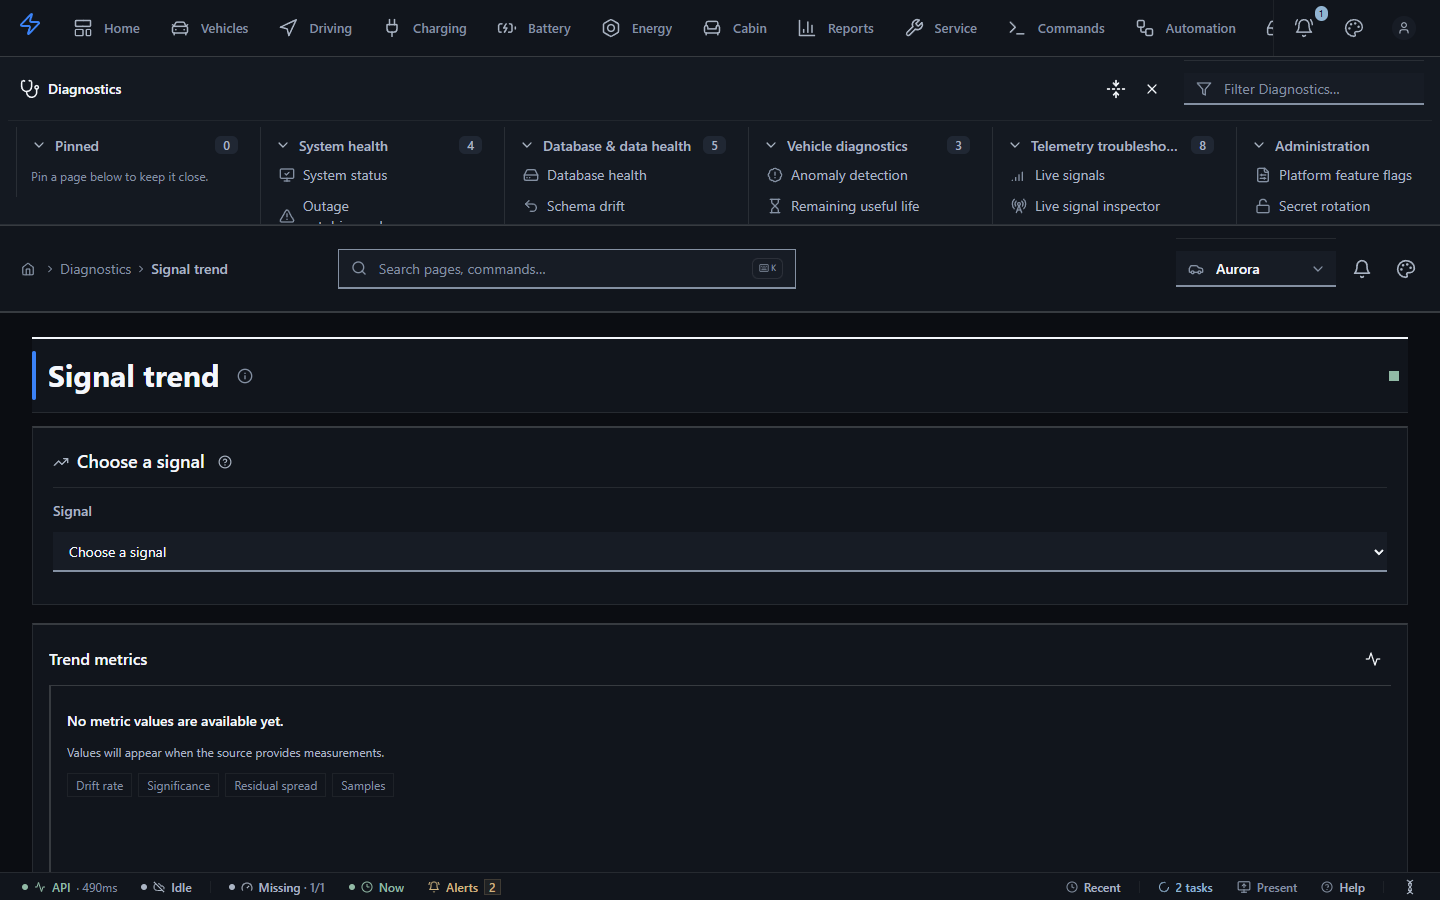 Home Vehicles Driving Charging Battery Energy Cabin Reports Service Commands Automation 1
Diagnostics Filter Diagnostics...
Pinned 0
Pin a page below to keep it close.
System health 4
System status
Outage
Database & data health 5
Database health
Schema drift
Vehicle diagnostics 3
Anomaly detection
Remaining useful life
Telemetry troublesho... 8
Live signals
Live signal inspector
Administration
Platform feature flags
Secret rotation
Diagnostics Signal trend Search pages, commands... K Aurora
Signal trend
Choose a signal
Signal
Choose a signal
Trend metrics
No metric values are available yet.
Values will appear when the source provides measurements.
Drift rate Significance Residual spread Samples
API · 490ms Idle Missing · 1/1 Now Alerts 2 Recent 2 tasks Present Help